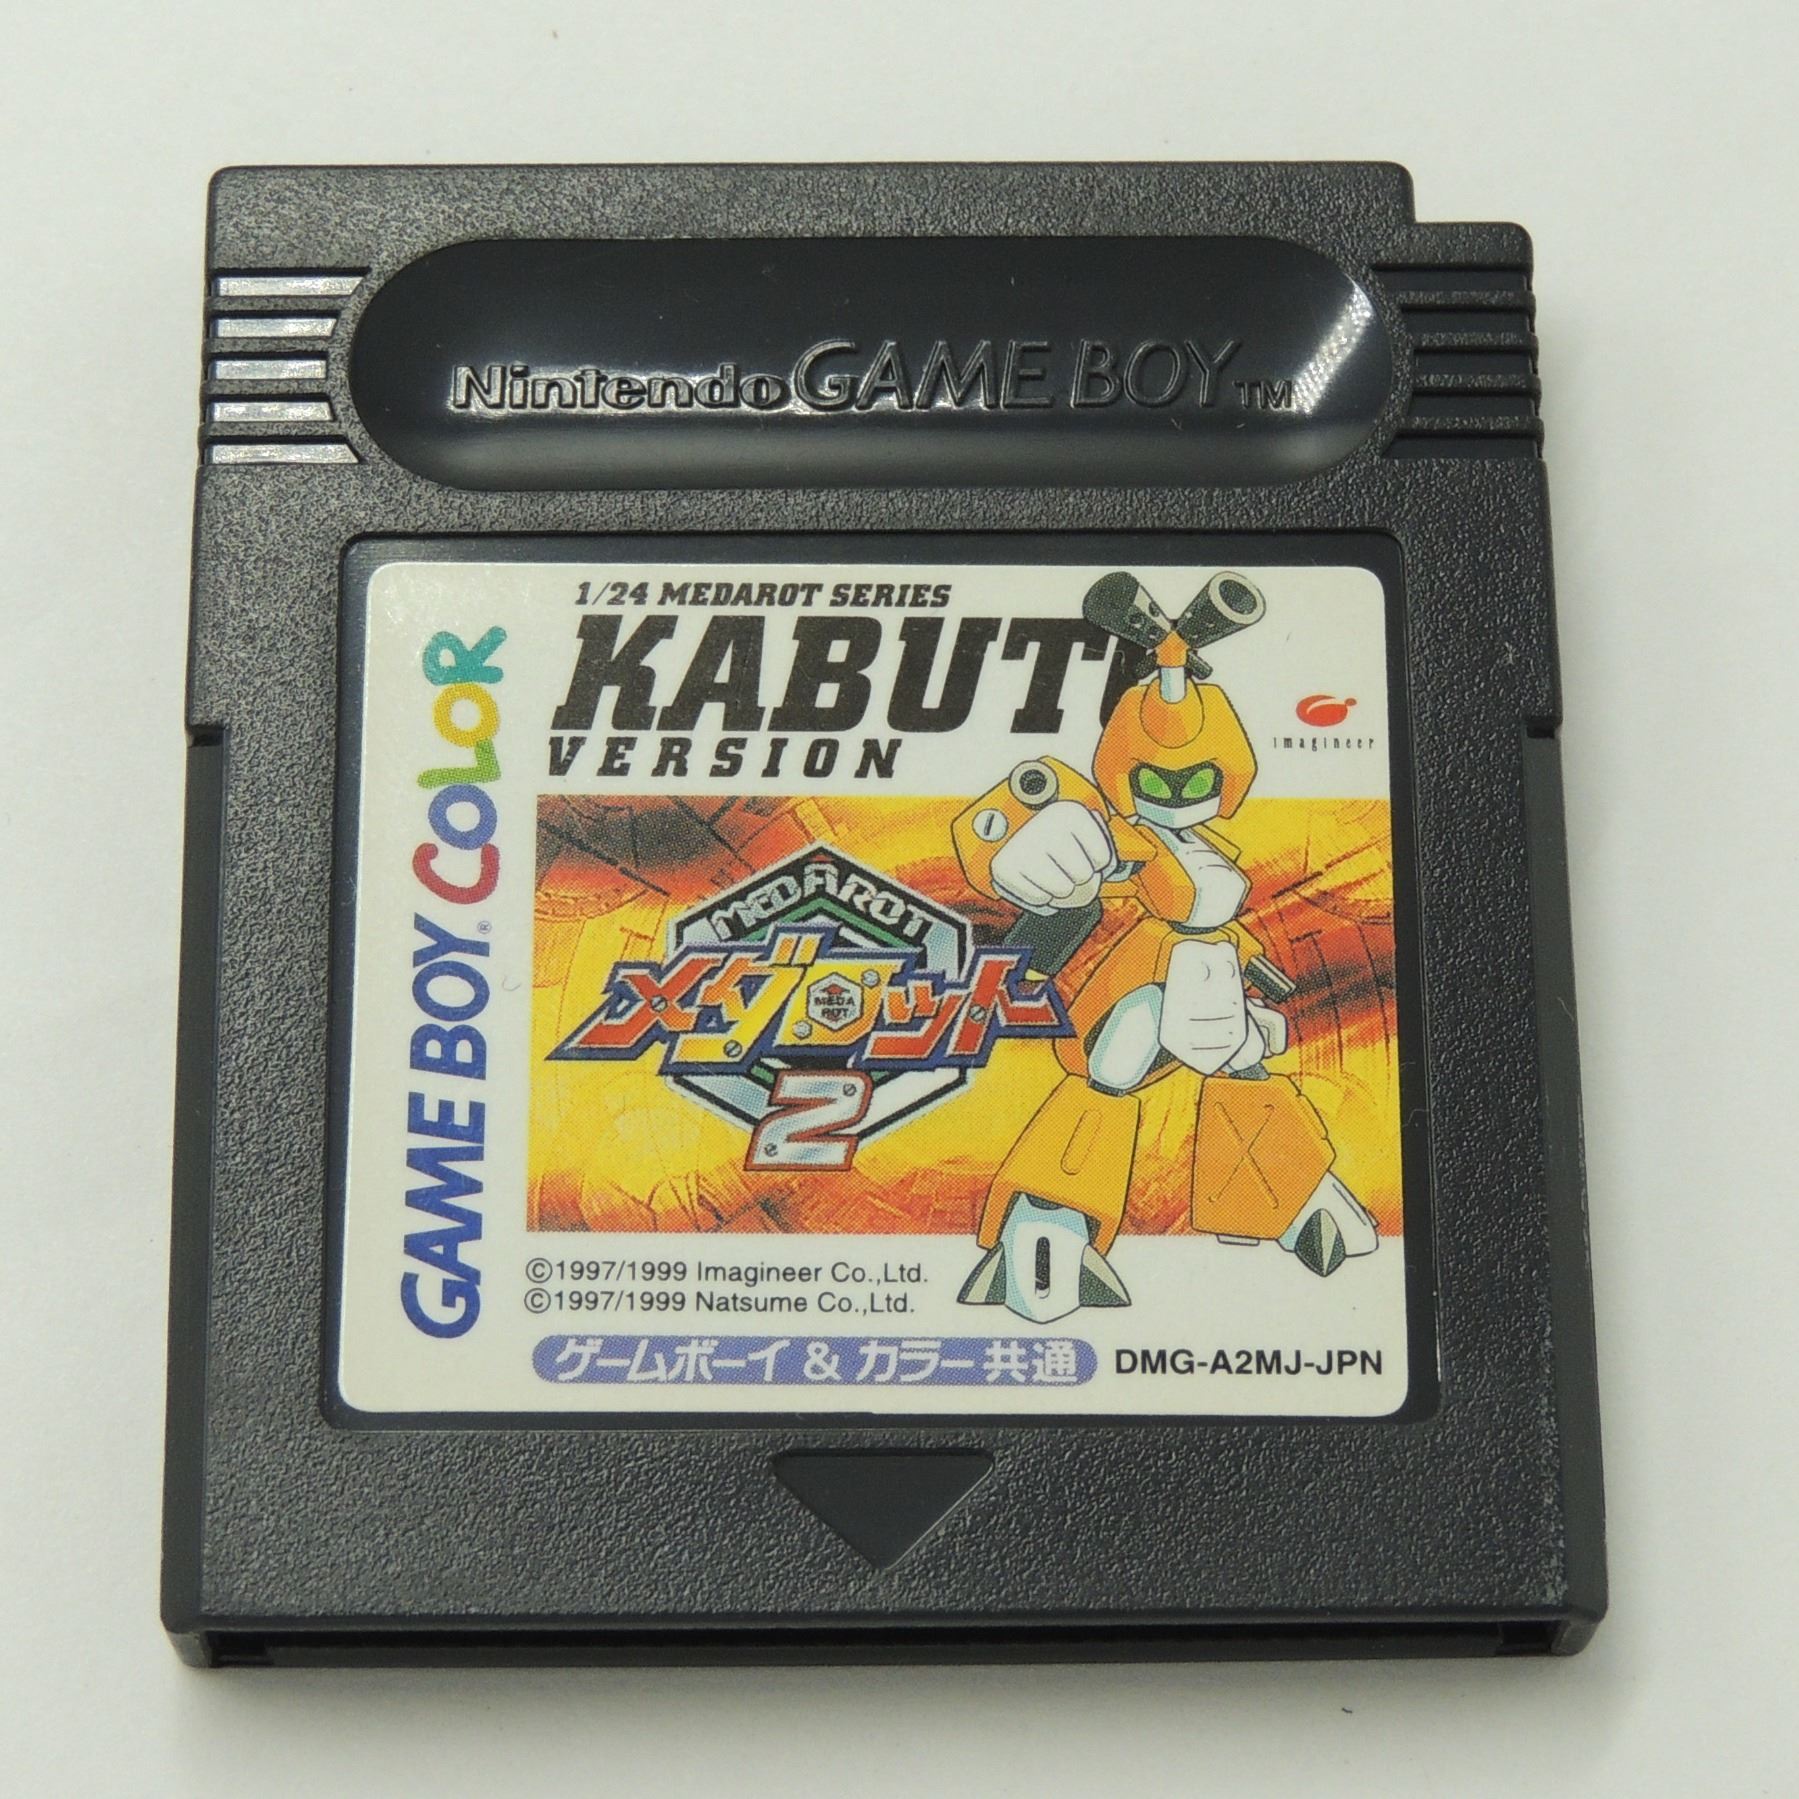 Nintendo GAME BOY TM
1/24 MEDAROT SERIES
KABUTO
VERSION
imagineer
GAME BOY COLOR
®
MEDAROT
メダロット
MEDA
ROT
2
©1997/1999 Imagineer Co.,Ltd.
©1997/1999 Natsume Co.,Ltd.
ゲームボーイ & カラー 共通
DMG-A2MJ-JPN